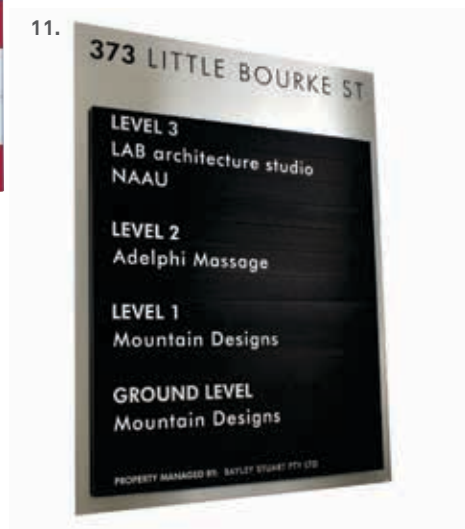 11.
373 LITTLE BOURKE ST
LEVEL 3
LAB architecture studio
NAAU
LEVEL 2
Adelphi Massage
LEVEL 1
Mountain Designs
GROUND LEVEL
Mountain Designs
PROPERTY MANAGED BY: BAYLEY STUART PTY LTD